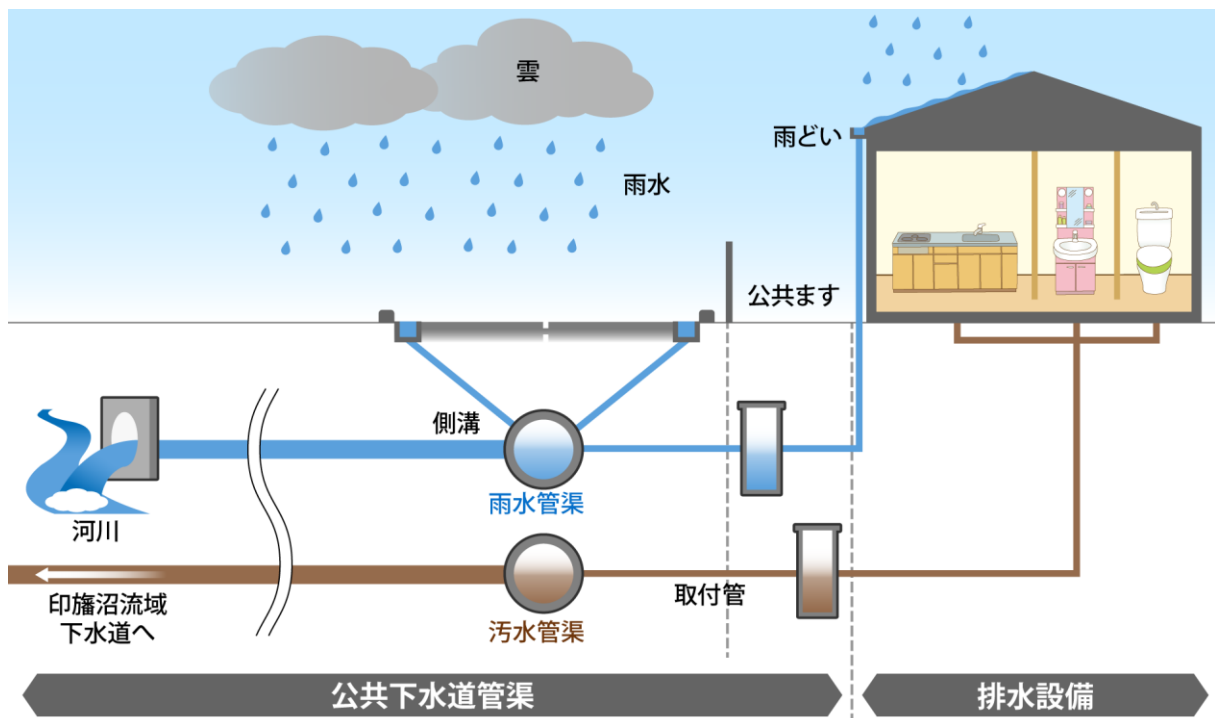 雲
雨どい
雨水
公共ます
側溝
雨水管渠
河川
取付管
印旛沼流域
下水道へ
汚水管渠
公共下水道管渠
排水設備